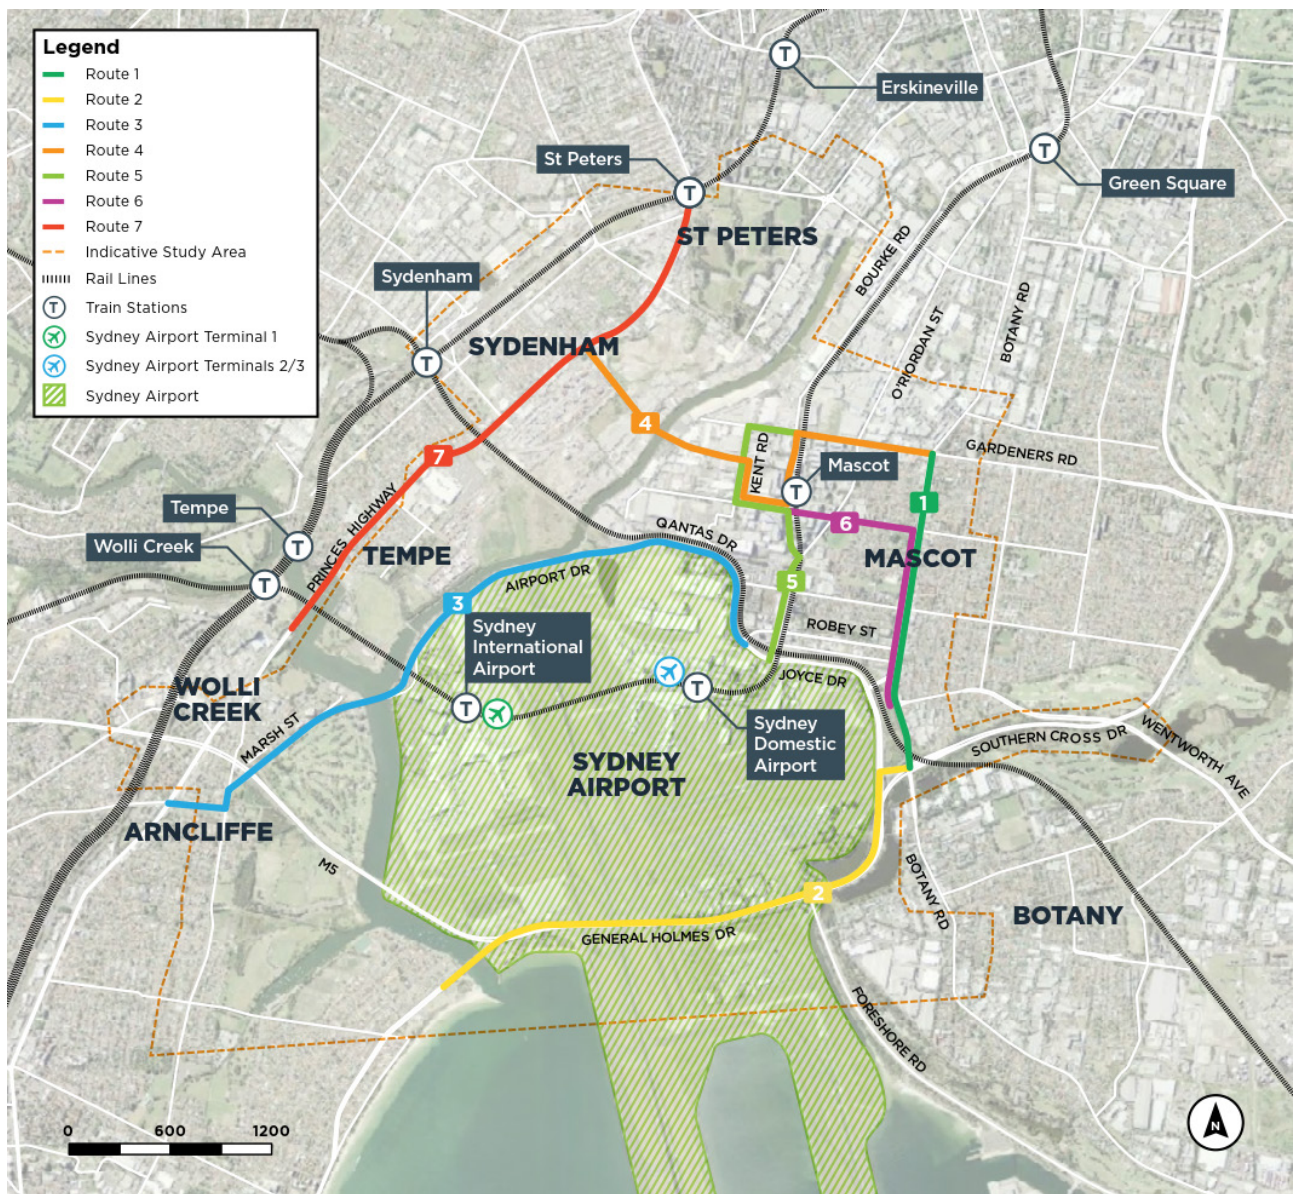 Legend
Route 1
Route 2
Route 3
Route 4
Route 5
Route 6
Route 7
Indicative Study Area
Rail Lines
T
Train Stations
Sydney Airport Terminal 1
Sydney Airport Terminals 2/3
Sydney Airport
T
Erskineville
St Peters
T
T
Green Square
ST PETERS
BOURKE RD
Sydenham
T
SYDENHAM
O'RIORDAN ST
BOTANY RD
4
7
KENT RD
GARDENERS RD
Mascot
T
1
6
Tempe
T
Wolli Creek
T
PRINCES HIGHWAY
TEMPE
QANTAS DR
MASCOT
AIRPORT DR
5
3
Sydney
International
Airport
ROBEY ST
WOLLI
CREEK
T
T
JOYCE DR
MARSH ST
Sydney
Domestic
Airport
SYDNEY
AIRPORT
SOUTHERN CROSS DR
WENTWORTH AVE
ARNCLIFFE
M5
2
BOTANY RD
BOTANY
GENERAL HOLMES DR
FORESHORE RD
0 600 1200
N